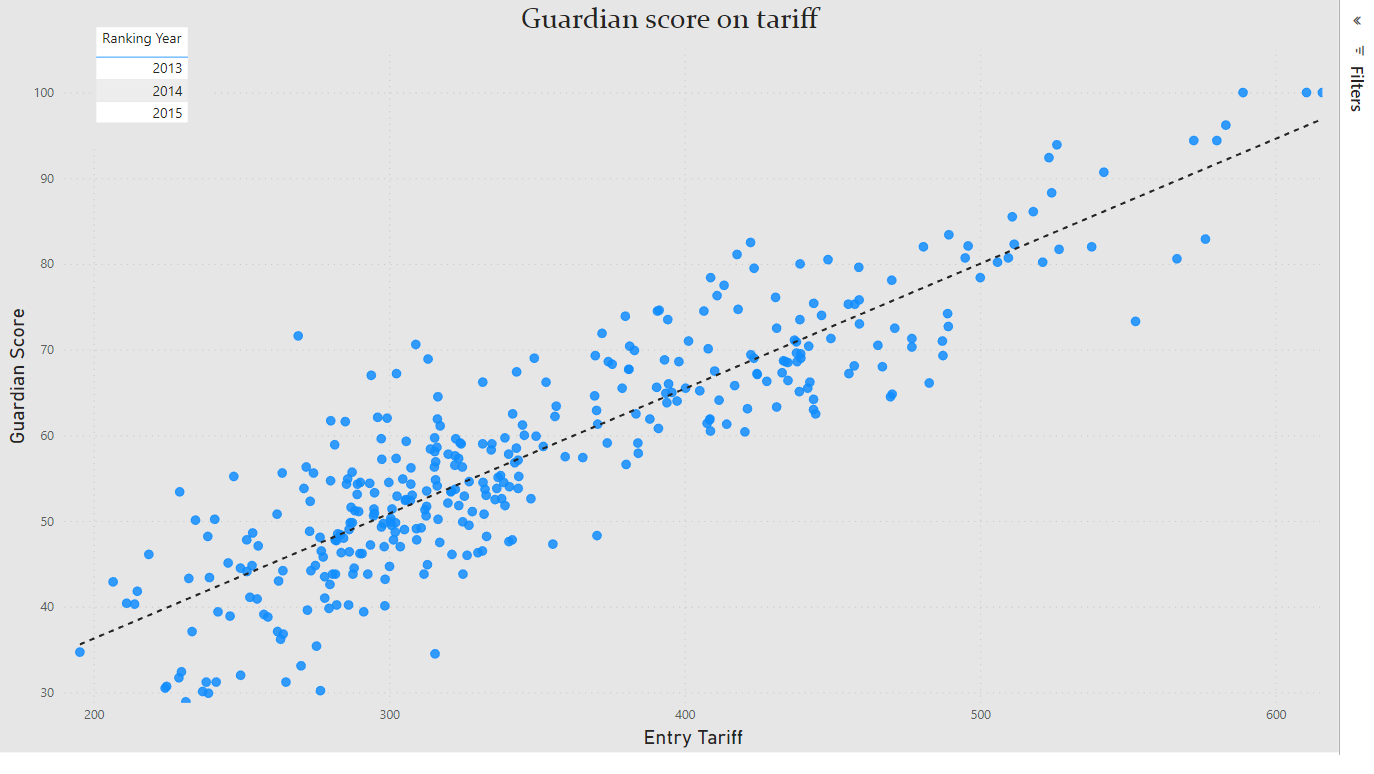 Guardian score on tariff
Ranking Year
2013
2014
2015
Filters
100
90
80
70
60
50
40
30
Guardian Score
200 300 400 500 600
Entry Tariff